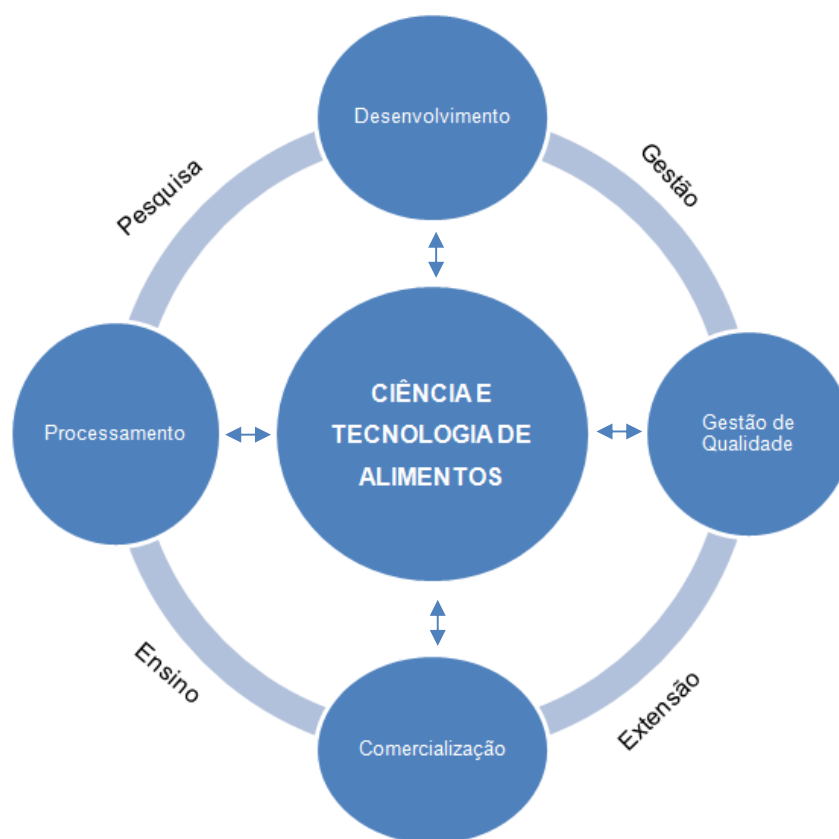 Desenvolvimento
Pesquisa
Gestão
CIÊNCIA E
TECNOLOGIA DE
ALIMENTOS
Processamento
Gestão de
Qualidade
Ensino
Extensão
Comercialização